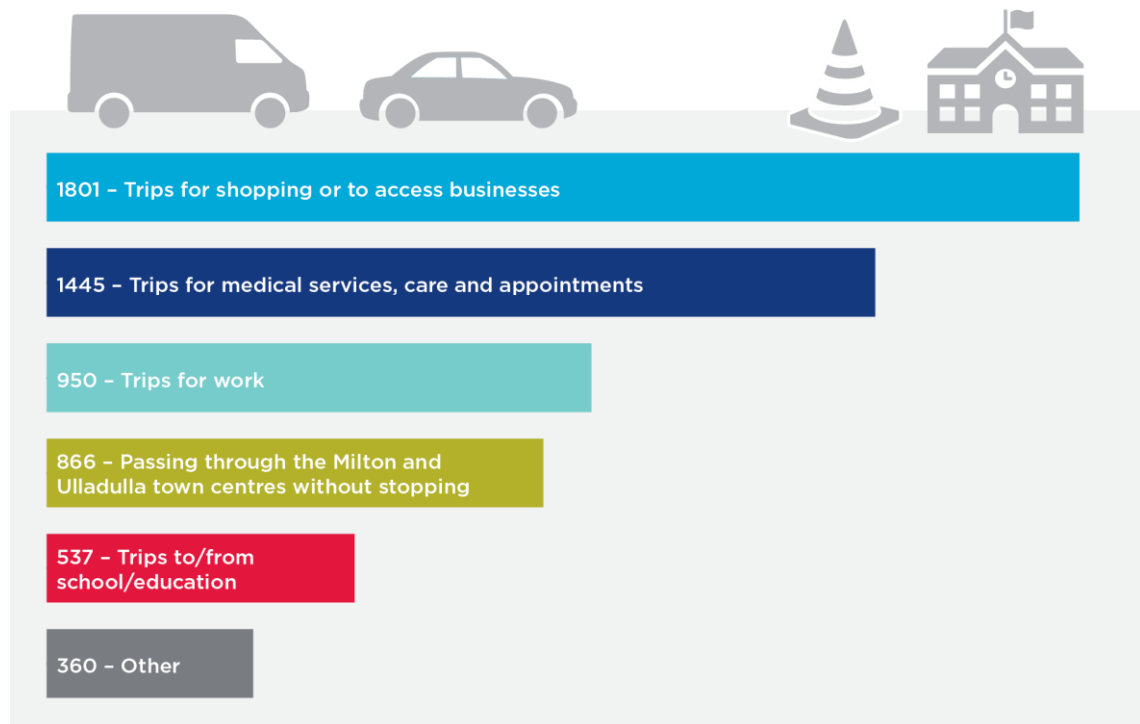 1801 – Trips for shopping or to access businesses
1445 – Trips for medical services, care and appointments
950 – Trips for work
866 – Passing through the Milton and
Ulladulla town centres without stopping
537 – Trips to/from
school/education
360 – Other